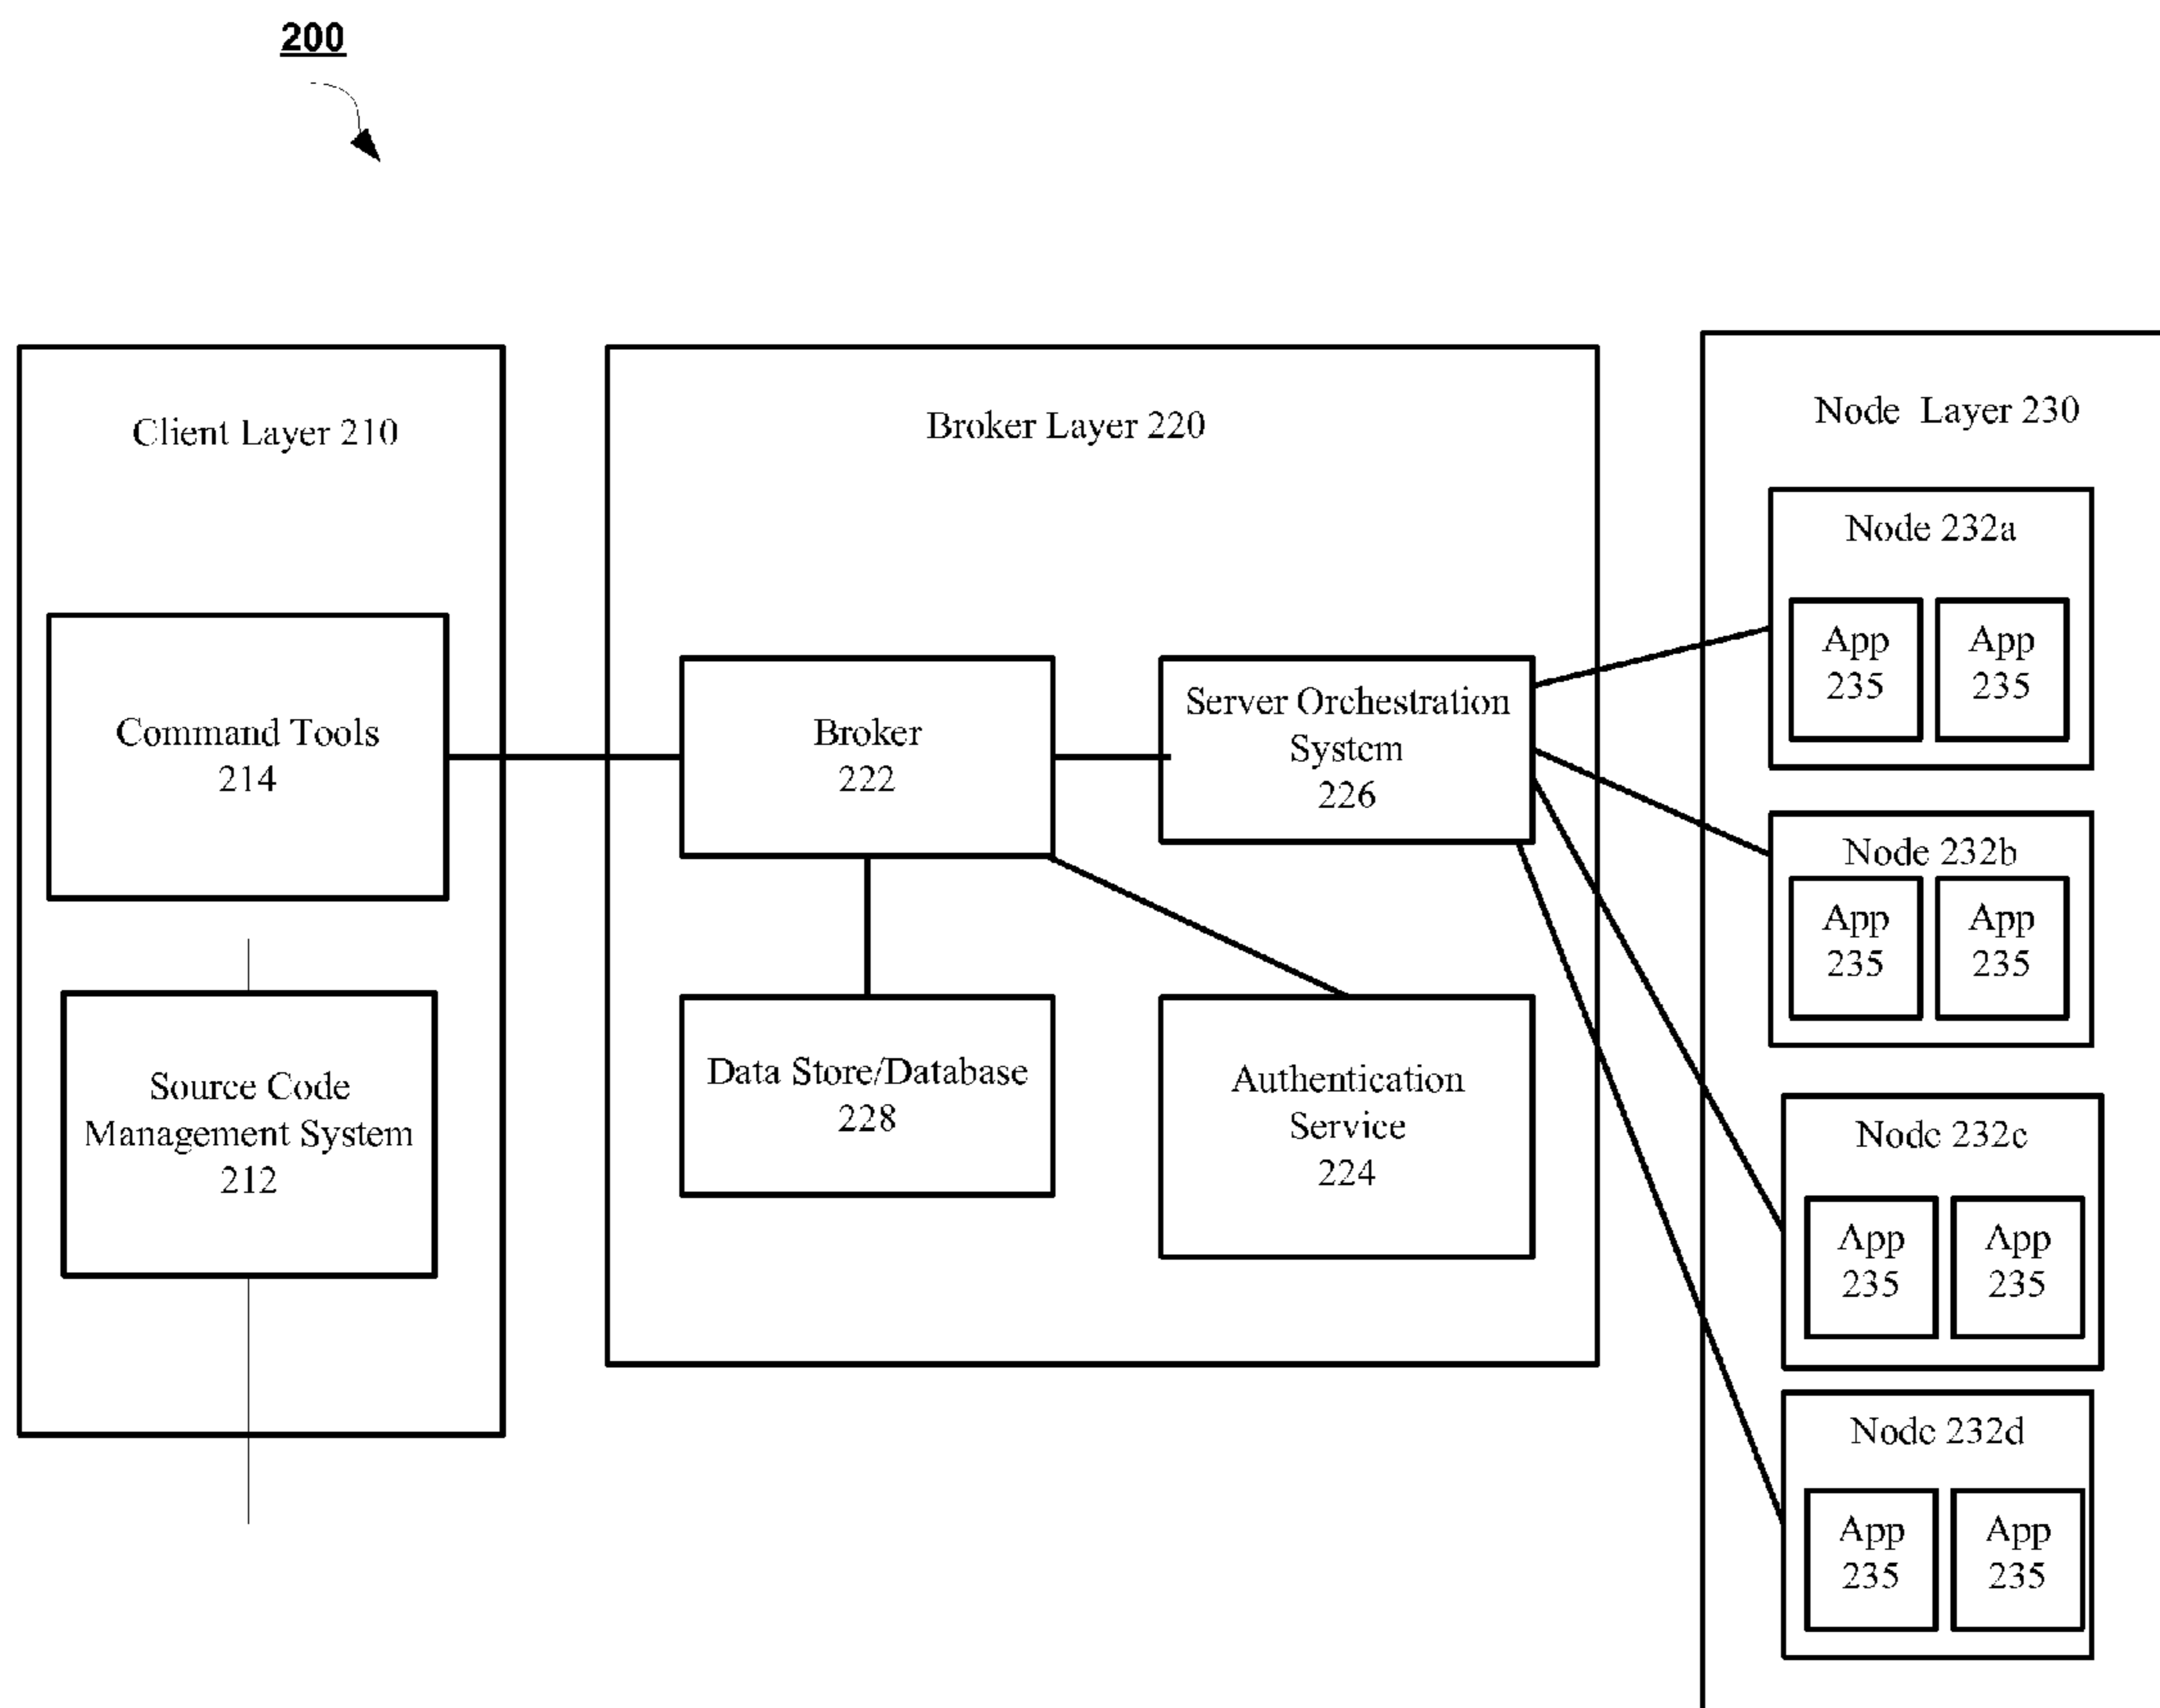 200
Client Layer 210
Command Tools
214
Source Code
Management System
212
Broker Layer 220
Broker
222
Server Orchestration
System
226
Data Store/Database
228
Authentication
Service
224
Node Layer 230
Node 232a
App
235
App
235
Node 232b
App
235
App
235
Node 232c
App
235
App
235
Node 232d
App
235
App
235